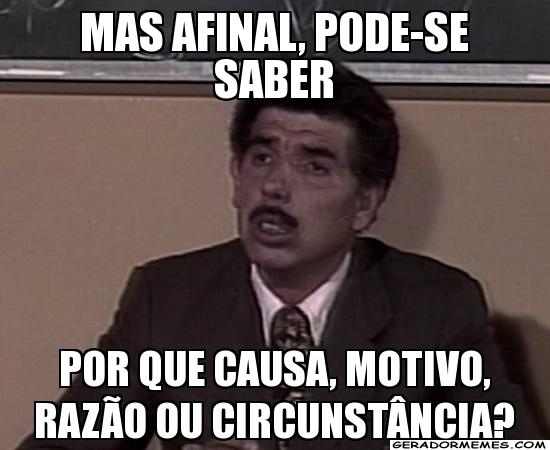 MAS AFINAL, PODE-SE
SABER
POR QUE CAUSA, MOTIVO,
RAZÃO OU CIRCUNSTÂNCIA?
GERADORMEMES.COM